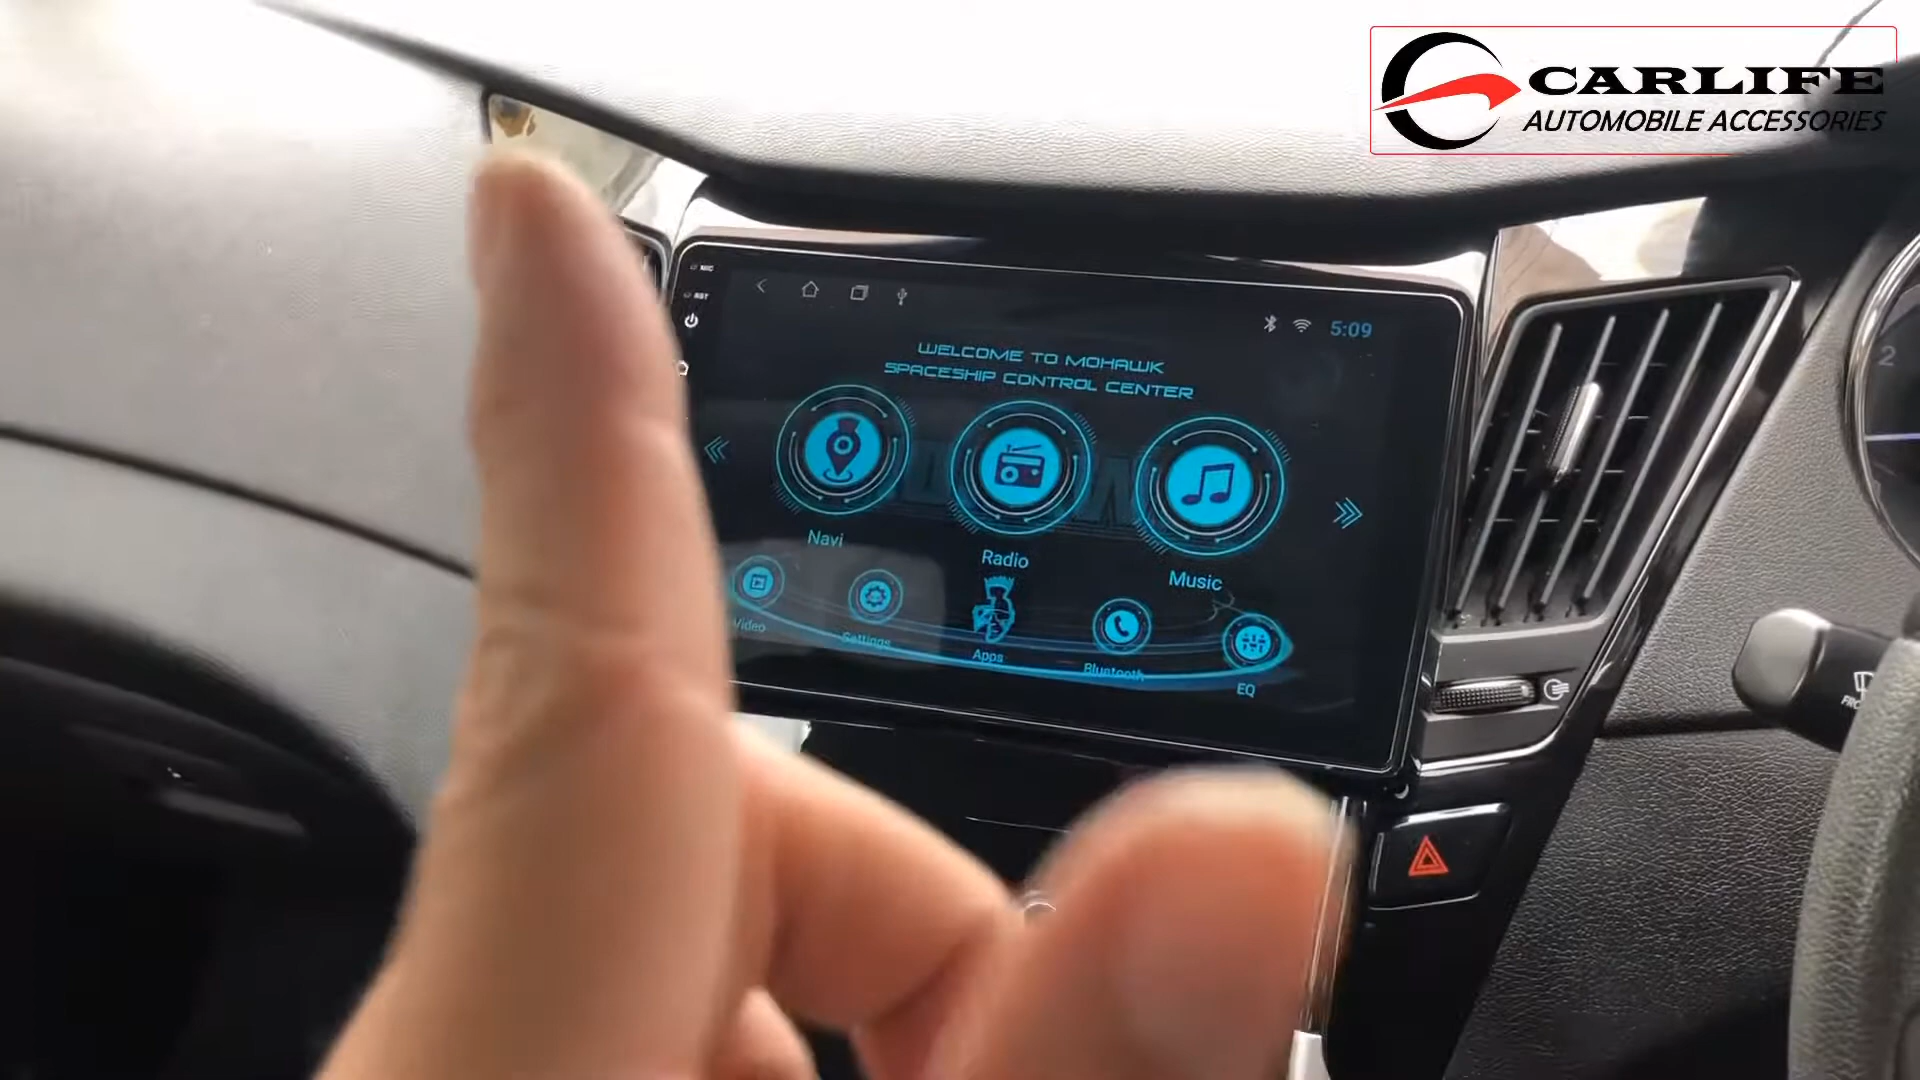 CARLIFE
AUTOMOBILE ACCESSORIES
MIC
RST
5:09
WELCOME TO MOHAWK
SPACESHIP CONTROL CENTER
Navi
Radio
Music
Video
Settings
Apps
Bluetooth
EQ
2